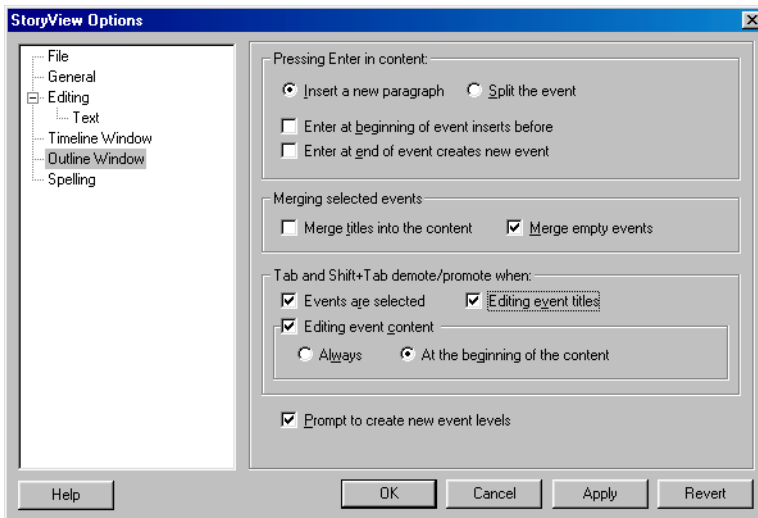 StoryView Options
File
General
Editing
Text
Timeline Window
Outline Window
Spelling
Pressing Enter in content:
Insert a new paragraph Split the event
Enter at beginning of event inserts before
Enter at end of event creates new event
Merging selected events
Merge titles into the content Merge empty events
Tab and Shift+Tab demote/promote when:
Events are selected Editing event titles
Editing event content
Always At the beginning of the content
Prompt to create new event levels
Help OK Cancel Apply Revert